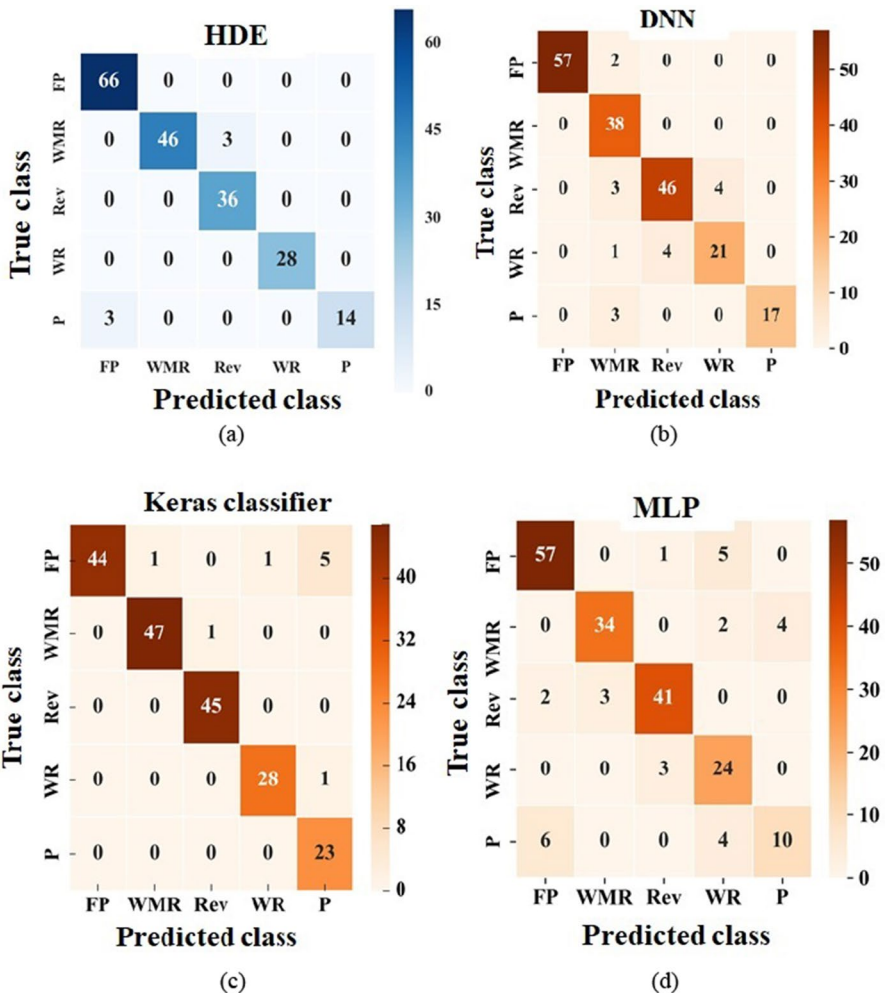 HDE
FP 66 0 0 0 0
WMR 0 46 3 0 0
Rev 0 0 36 0 0
WR 0 0 0 28 0
P 3 0 0 0 14
FP WMR Rev WR P
True class
Predicted class
60
45
30
15
0
(a)
DNN
FP 57 2 0 0 0
WMR 0 38 0 0 0
Rev 0 3 46 4 0
WR 0 1 4 21 0
P 0 3 0 0 17
FP WMR Rev WR P
True class
Predicted class
50
40
30
20
10
0
(b)
Keras classifier
FP 44 1 0 1 5
WMR 0 47 1 0 0
Rev 0 0 45 0 0
WR 0 0 0 28 1
P 0 0 0 0 23
FP WMR Rev WR P
True class
Predicted class
40
32
24
16
8
0
(c)
MLP
FP 57 0 1 5 0
WMR 0 34 0 2 4
Rev 2 3 41 0 0
WR 0 0 3 24 0
P 6 0 0 4 10
FP WMR Rev WR P
True class
Predicted class
50
40
30
20
10
0
(d)